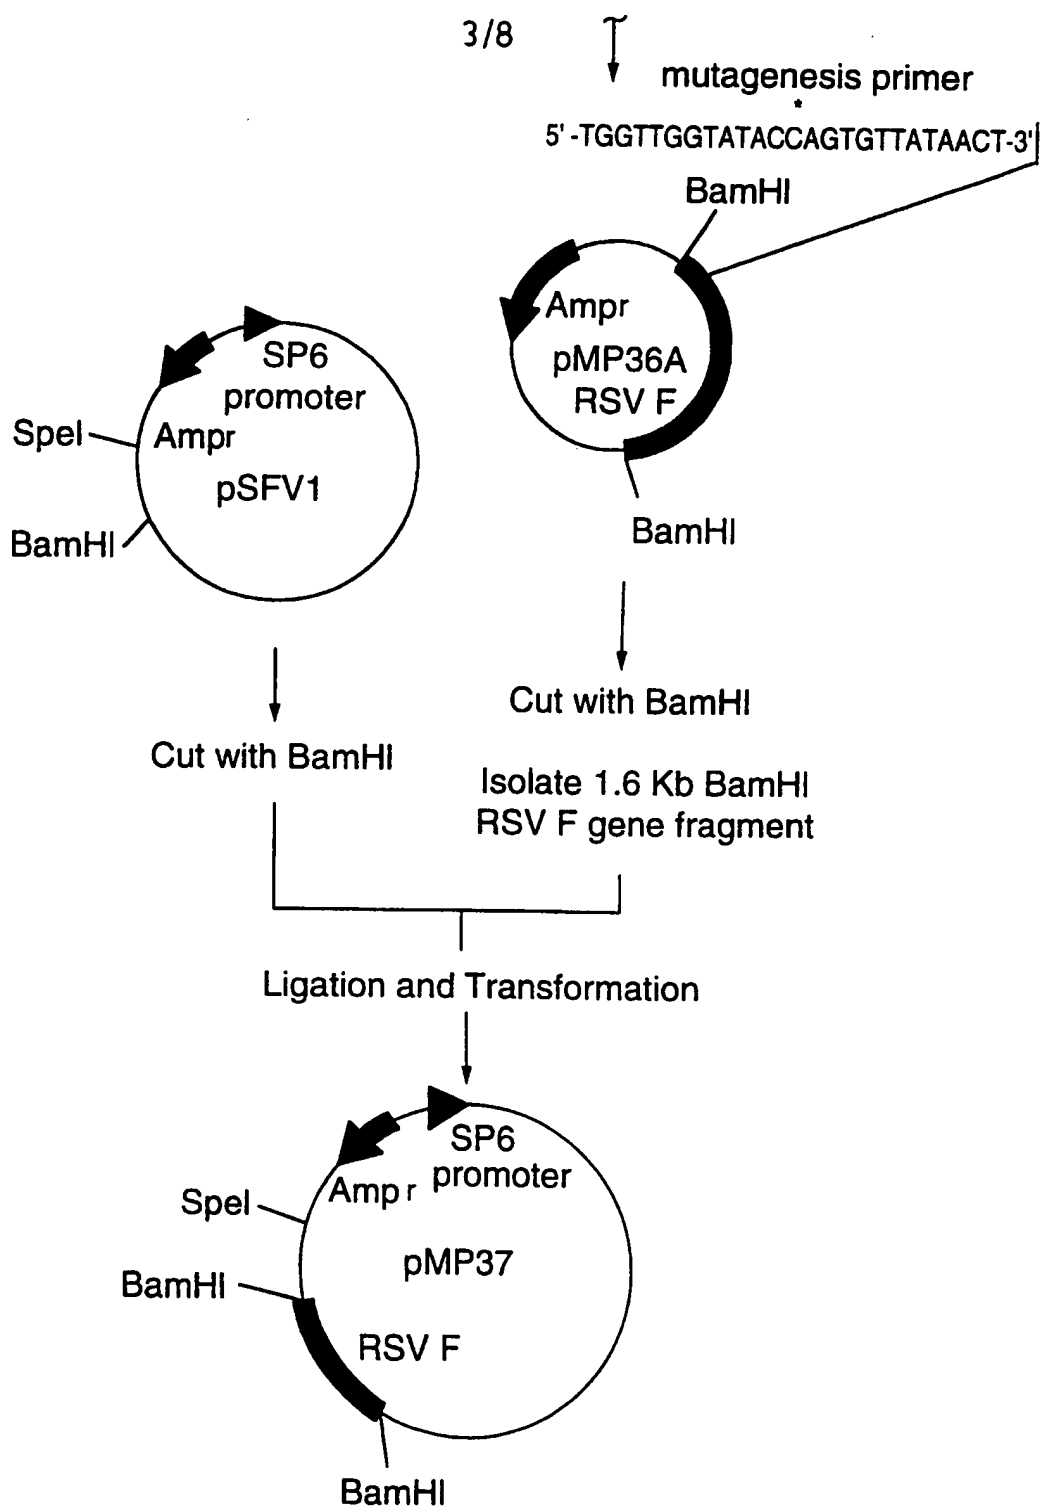 3/8
mutagenesis primer
*
5' -TGGTTGGTATACCAGTGTTATAACT-3'
BamHI
Ampr
pMP36A
RSV F
BamHI
SP6
promoter
SpeI
Ampr
pSFV1
BamHI
Cut with BamHI
Cut with BamHI
Isolate 1.6 Kb BamHI
RSV F gene fragment
Ligation and Transformation
SP6
promoter
Amp r
SpeI
pMP37
BamHI
RSV F
BamHI